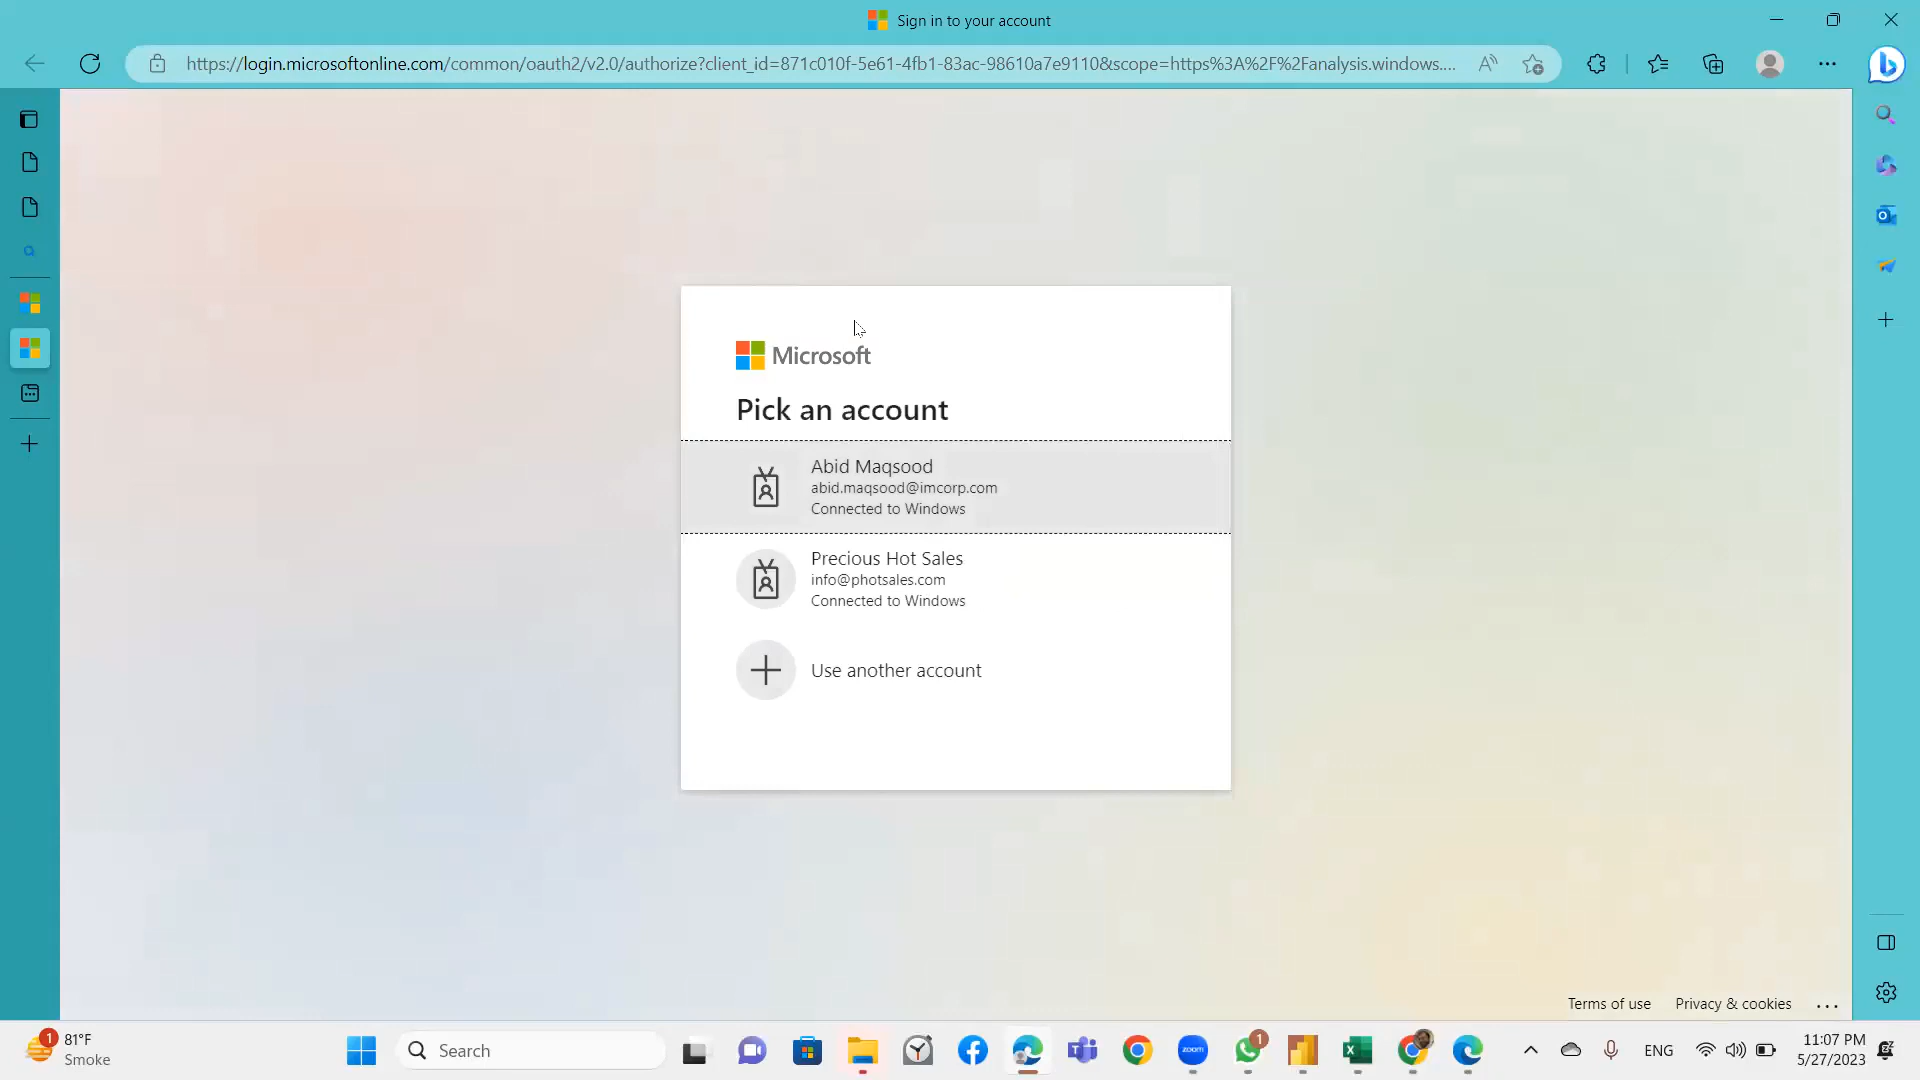 Sign in to your account
https://login.microsoftonline.com/common/oauth2/v2.0/authorize?client_id=871c010f-5e61-4fb1-83ac-98610a7e9110&scope=https%3A%2F%2Fanalysis.windows....
Microsoft
Pick an account
Abid Maqsood
abid.maqsood@imcorp.com
Connected to Windows
Precious Hot Sales
info@photsales.com
Connected to Windows
Use another account
Terms of use
Privacy & cookies
...
1
81°F
Smoke
Search
zoom
1
ENG
11:07 PM
5/27/2023